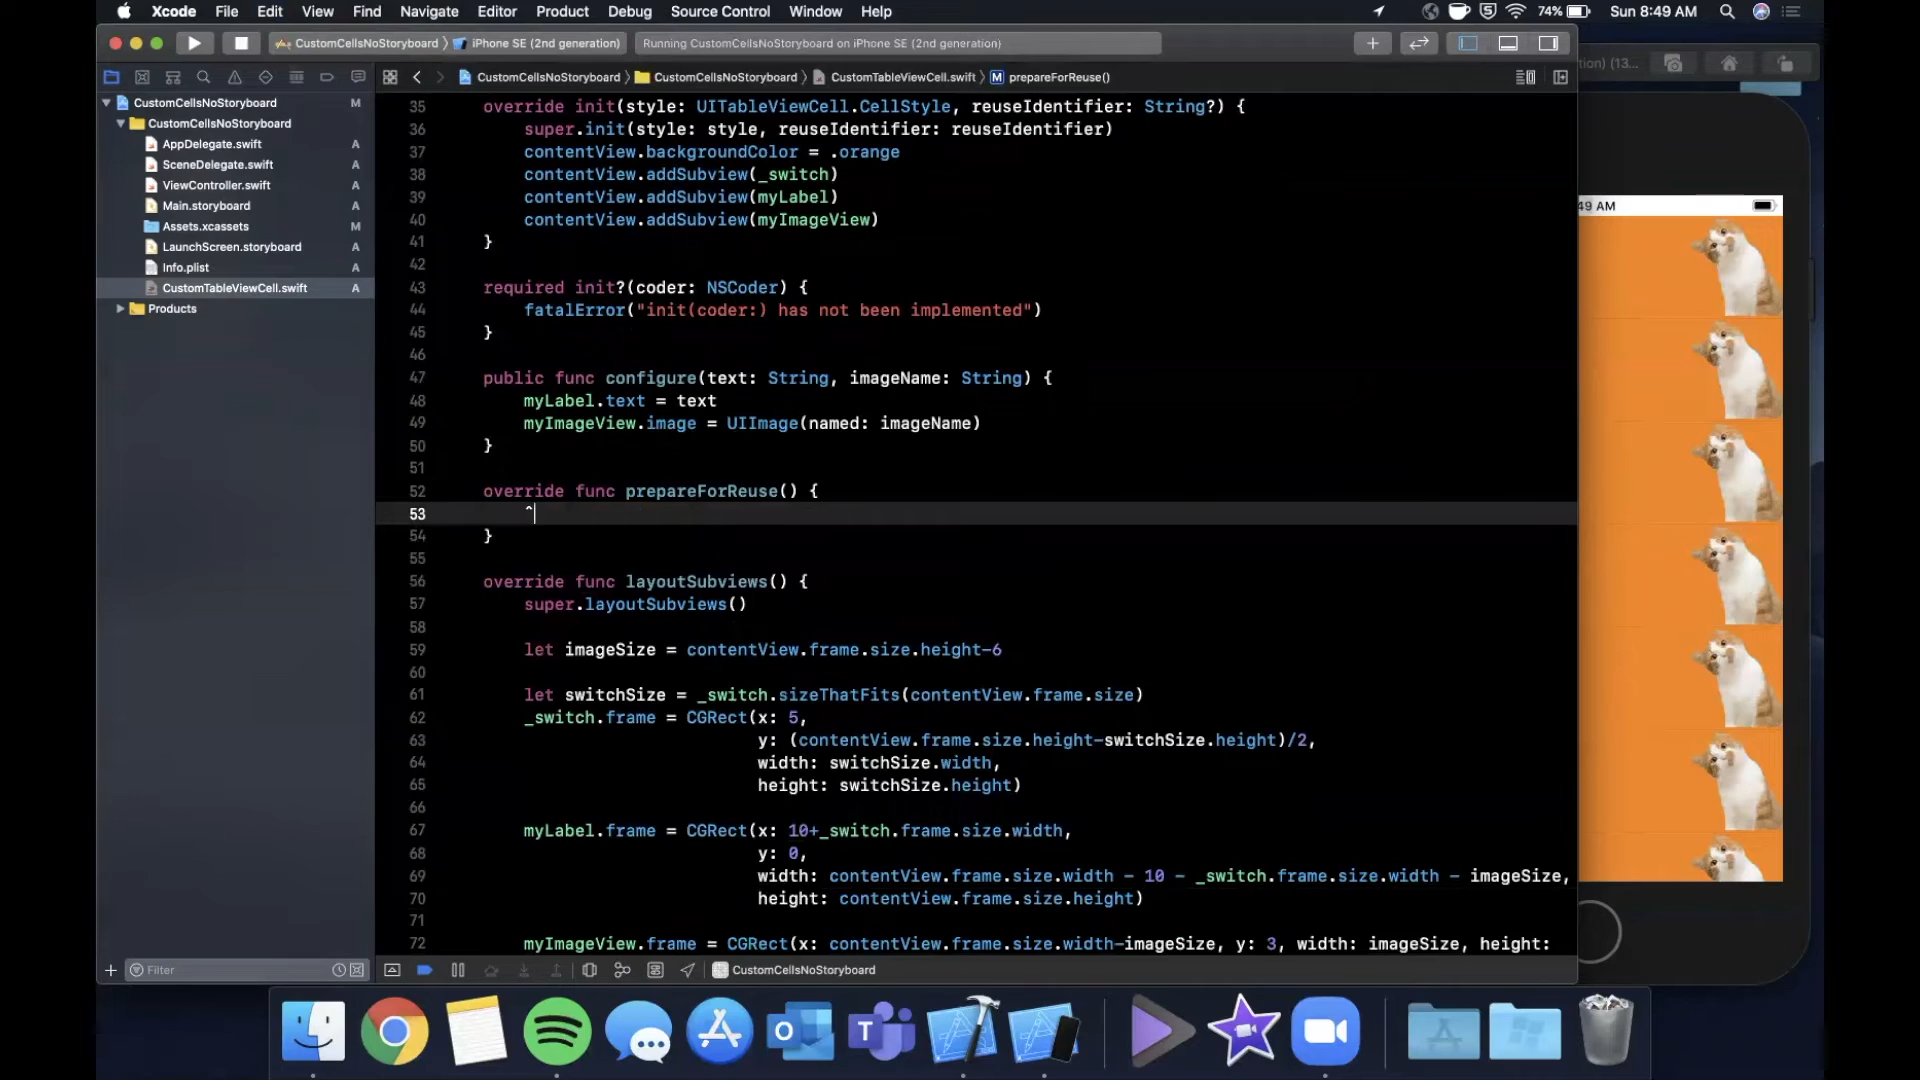 Xcode File Edit View Find Navigate Editor Product Debug Source Control Window Help 74% Sun 8:49 AM
CustomCellsNoStoryboard iPhone SE (2nd generation) Running CustomCellsNoStoryboard on iPhone SE (2nd generation)
CustomCellsNoStoryboard CustomCellsNoStoryboard CustomTableViewCell.swift M prepareForReuse()
CustomCellsNoStoryboard M
CustomCellsNoStoryboard
AppDelegate.swift A
SceneDelegate.swift A
ViewController.swift A
Main.storyboard A
Assets.xcassets M
LaunchScreen.storyboard A
Info.plist A
CustomTableViewCell.swift A
Products
35 override init(style: UITableViewCell.CellStyle, reuseIdentifier: String?) {
36 super.init(style: style, reuseIdentifier: reuseIdentifier)
37 contentView.backgroundColor = .orange
38 contentView.addSubview(_switch)
39 contentView.addSubview(myLabel)
40 contentView.addSubview(myImageView)
41 }
42
43 required init?(coder: NSCoder) {
44 fatalError("init(coder:) has not been implemented")
45 }
46
47 public func configure(text: String, imageName: String) {
48 myLabel.text = text
49 myImageView.image = UIImage(named: imageName)
50 }
51
52 override func prepareForReuse() {
53 ^
54 }
55
56 override func layoutSubviews() {
57 super.layoutSubviews()
58
59 let imageSize = contentView.frame.size.height-6
60
61 let switchSize = _switch.sizeThatFits(contentView.frame.size)
62 _switch.frame = CGRect(x: 5,
63 y: (contentView.frame.size.height-switchSize.height)/2,
64 width: switchSize.width,
65 height: switchSize.height)
66
67 myLabel.frame = CGRect(x: 10+_switch.frame.size.width,
68 y: 0,
69 width: contentView.frame.size.width - 10 - _switch.frame.size.width - imageSize,
70 height: contentView.frame.size.height)
71
72 myImageView.frame = CGRect(x: contentView.frame.size.width-imageSize, y: 3, width: imageSize, height:
Filter
CustomCellsNoStoryboard
tion) (13...
49 AM